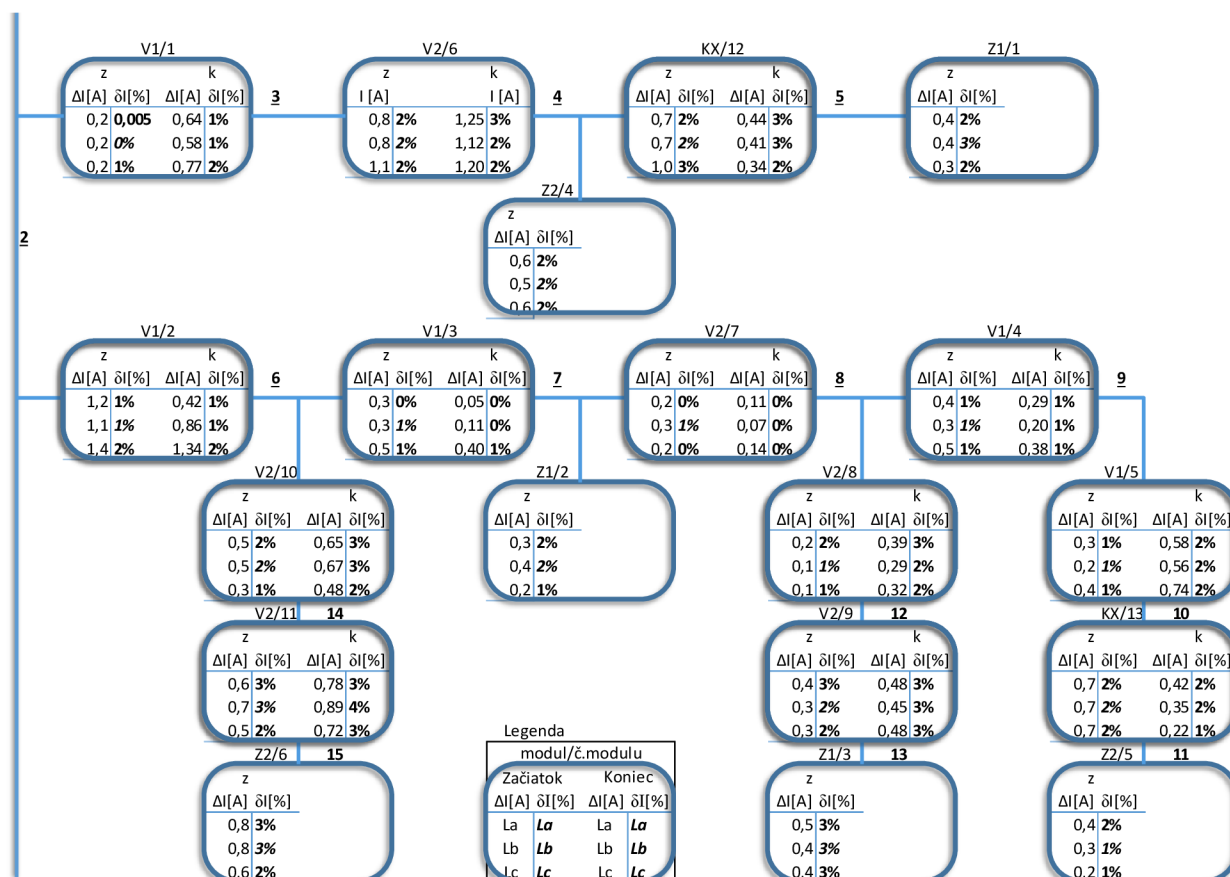 V1/1 V2/6 KX/12 Z1/1
z k z k z k z
ΔI[A] δI[%] ΔI[A] δI[%] I [A] I [A] ΔI[A] δI[%] ΔI[A] δI[%] ΔI[A] δI[%]
3 4 5
0,2 0,005 0,64 1% 0,8 2% 1,25 3% 0,7 2% 0,44 3% 0,4 2%
0,2 0% 0,58 1% 0,8 2% 1,12 2% 0,7 2% 0,41 3% 0,4 3%
0,2 1% 0,77 2% 1,1 2% 1,20 2% 1,0 3% 0,34 2% 0,3 2%
Z2/4
z
2
ΔI[A] δI[%]
0,6 2%
0,5 2%
0,6 2%
V1/2 V1/3 V2/7 V1/4
z k z k z k z k
ΔI[A] δI[%] ΔI[A] δI[%] 6 ΔI[A] δI[%] ΔI[A] δI[%] 7 ΔI[A] δI[%] ΔI[A] δI[%] 8 ΔI[A] δI[%] ΔI[A] δI[%] 9
1,2 1% 0,42 1% 0,3 0% 0,05 0% 0,2 0% 0,11 0% 0,4 1% 0,29 1%
1,1 1% 0,86 1% 0,3 1% 0,11 0% 0,3 1% 0,07 0% 0,3 1% 0,20 1%
1,4 2% 1,34 2% 0,5 1% 0,40 1% 0,2 0% 0,14 0% 0,5 1% 0,38 1%
V2/10 Z1/2 V2/8 V1/5
z k z z k z k
ΔI[A] δI[%] ΔI[A] δI[%] ΔI[A] δI[%] ΔI[A] δI[%] ΔI[A] δI[%] ΔI[A] δI[%] ΔI[A] δI[%]
0,5 2% 0,65 3% 0,3 2% 0,2 2% 0,39 3% 0,3 1% 0,58 2%
0,5 2% 0,67 3% 0,4 2% 0,1 1% 0,29 2% 0,2 1% 0,56 2%
0,3 1% 0,48 2% 0,2 1% 0,1 1% 0,32 2% 0,4 1% 0,74 2%
V2/11 14 V2/9 12 KX/13 10
z k z k z k
ΔI[A] δI[%] ΔI[A] δI[%] ΔI[A] δI[%] ΔI[A] δI[%] ΔI[A] δI[%] ΔI[A] δI[%]
0,6 3% 0,78 3% 0,4 3% 0,48 3% 0,7 2% 0,42 2%
0,7 3% 0,89 4% 0,3 2% 0,45 3% 0,7 2% 0,35 2%
0,5 2% 0,72 3% 0,3 2% 0,48 3% 0,7 2% 0,22 1%
Legenda
Z2/6 15 modul/č.modulu Z1/3 13 Z2/5 11
z Začiatok Koniec z z
ΔI[A] δI[%] ΔI[A] δI[%] ΔI[A] δI[%] ΔI[A] δI[%] ΔI[A] δI[%]
0,8 3% La La La La 0,5 3% 0,4 2%
0,8 3% Lb Lb Lb Lb 0,4 3% 0,3 1%
0,6 2% Lc Lc Lc Lc 0,4 3% 0,2 1%